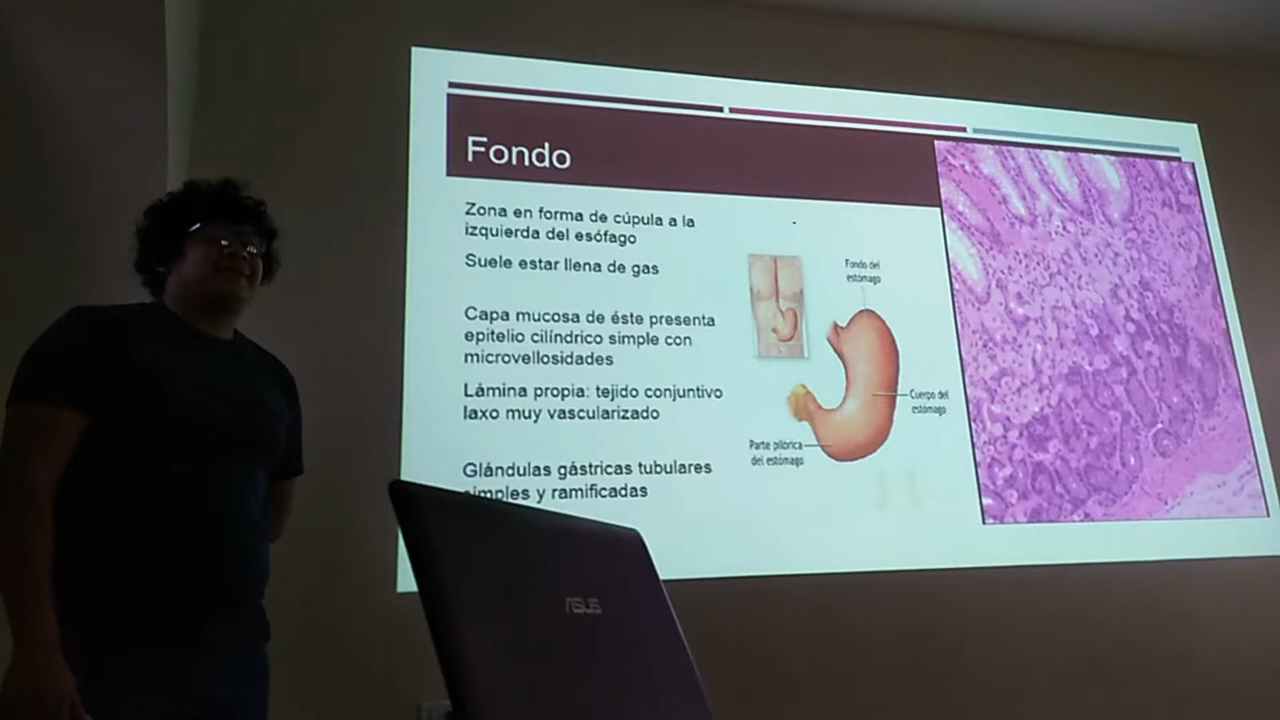 Fondo
Zona en forma de cúpula a la
izquierda del esófago
Suele estar llena de gas
Capa mucosa de éste presenta
epitelio cilíndrico simple con
microvellosidades
Lámina propia: tejido conjuntivo
laxo muy vascularizado
Glándulas gástricas tubulares
simples y ramificadas
Fondo del
estómago
Cuerpo del
estómago
Parte pilórica
del estómago
ASUS